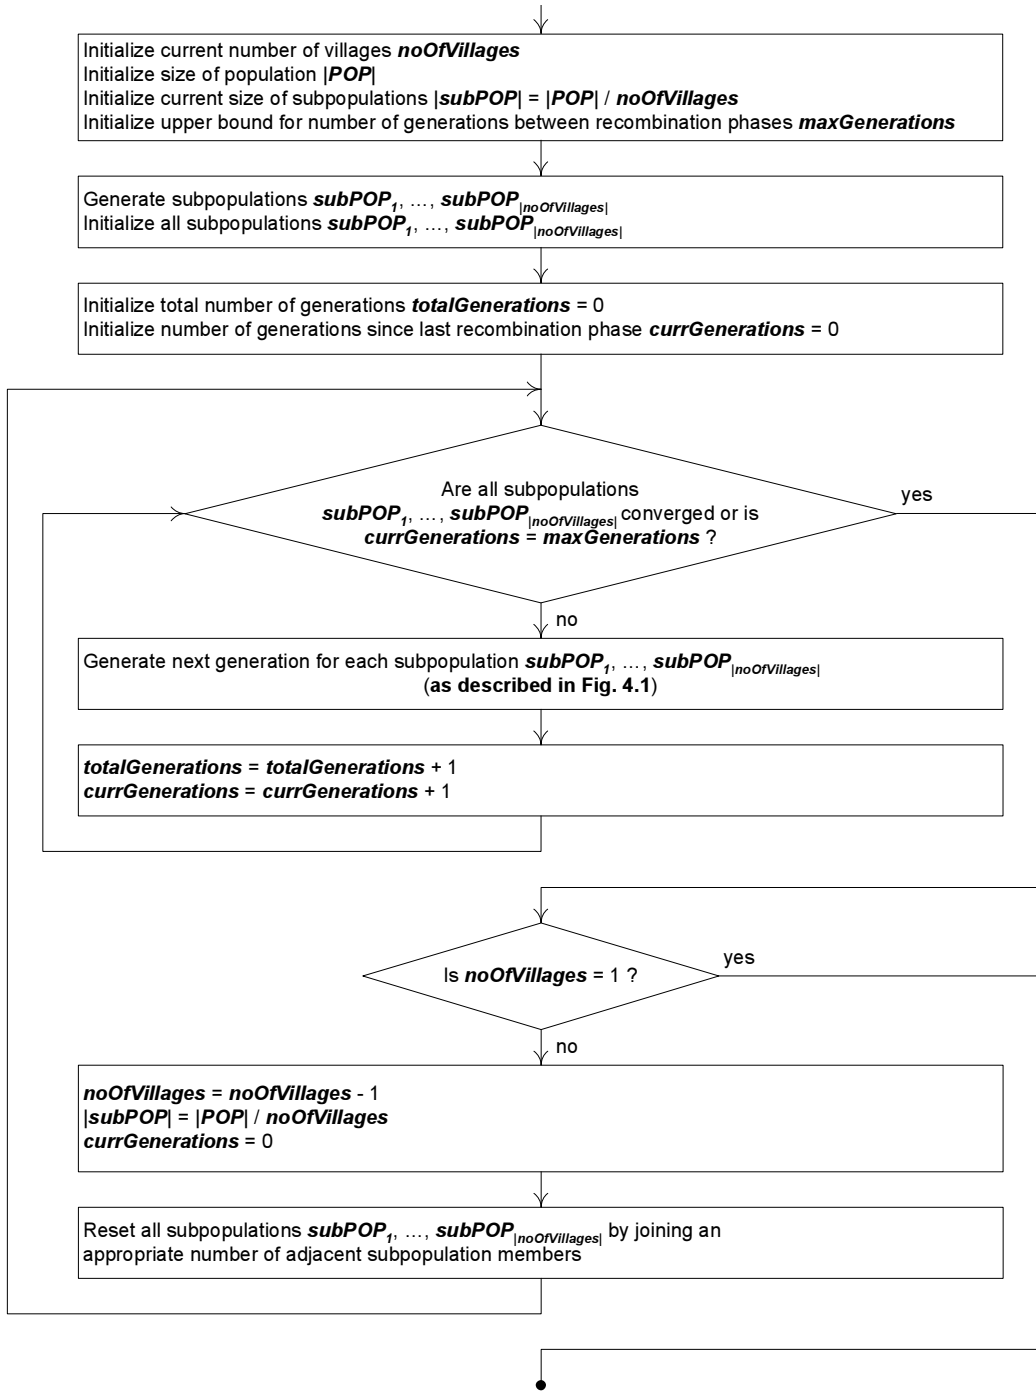 Initialize current number of villages noOfVillages
Initialize size of population |POP|
Initialize current size of subpopulations |subPOP| = |POP| / noOfVillages
Initialize upper bound for number of generations between recombination phases maxGenerations
Generate subpopulations subPOP1, ..., subPOP|noOfVillages|
Initialize all subpopulations subPOP1, ..., subPOP|noOfVillages|
Initialize total number of generations totalGenerations = 0
Initialize number of generations since last recombination phase currGenerations = 0
Are all subpopulations
subPOP1, ..., subPOP|noOfVillages| converged or is
currGenerations = maxGenerations ?
yes
no
Generate next generation for each subpopulation subPOP1, ..., subPOP|noOfVillages|
(as described in Fig. 4.1)
totalGenerations = totalGenerations + 1
currGenerations = currGenerations + 1
Is noOfVillages = 1 ?
yes
no
noOfVillages = noOfVillages - 1
|subPOP| = |POP| / noOfVillages
currGenerations = 0
Reset all subpopulations subPOP1, ..., subPOP|noOfVillages| by joining an
appropriate number of adjacent subpopulation members